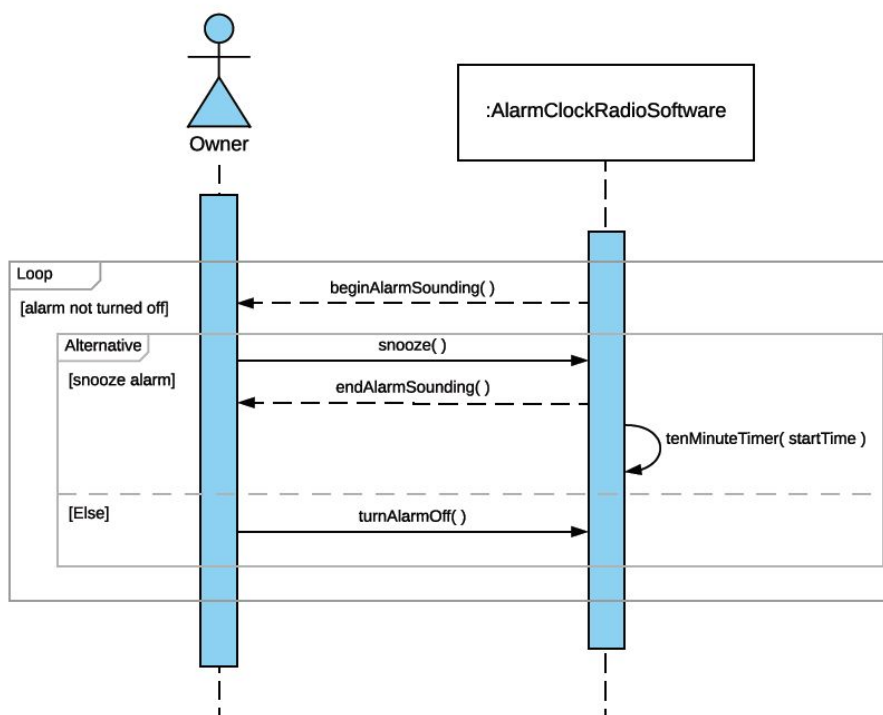 Owner
:AlarmClockRadioSoftware
Loop
[alarm not turned off]
beginAlarmSounding( )
Alternative
[snooze alarm]
snooze( )
endAlarmSounding( )
tenMinuteTimer( startTime )
[Else]
turnAlarmOff( )